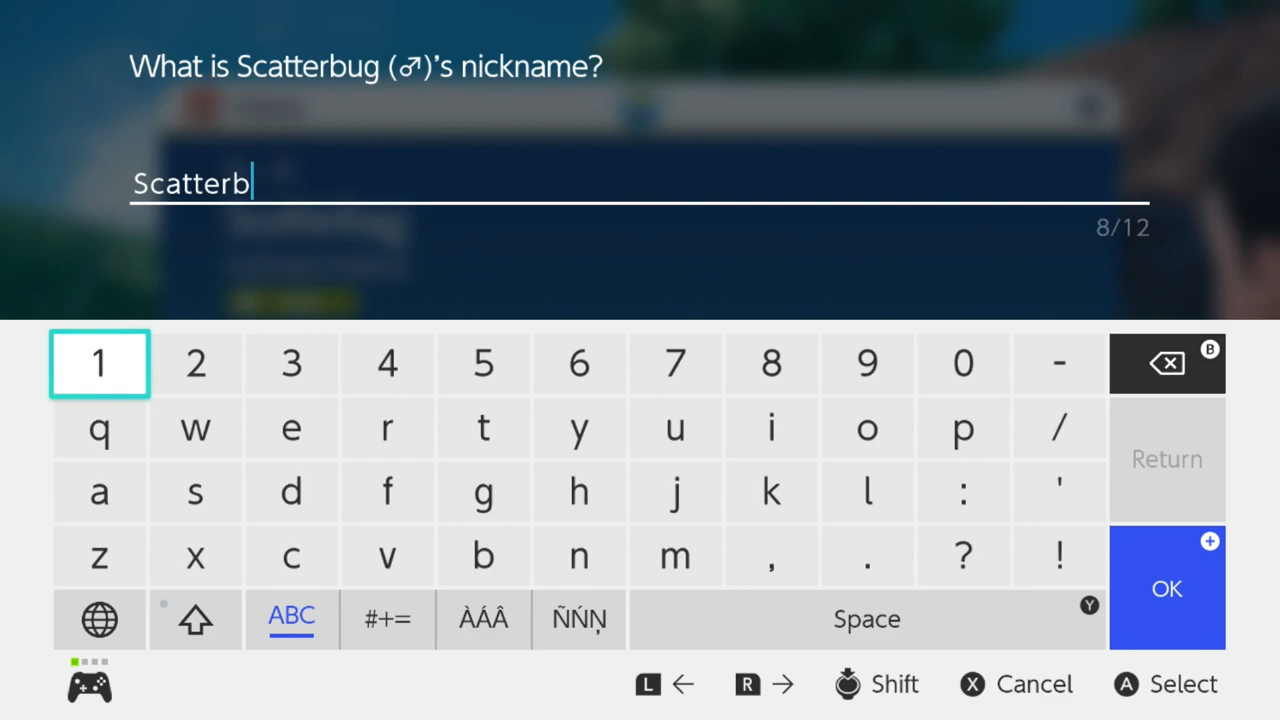 What is Scatterbug (♂)'s nickname?
Scatterb
8/12
1 2 3 4 5 6 7 8 9 0 -
B
q w e r t y u i o p /
Return
a s d f g h j k l : '
z x c v b n m , . ? !
+
OK
ABC #+= ÀÁÂ ÑŃŅ Space Y
L ← R → Shift X Cancel A Select